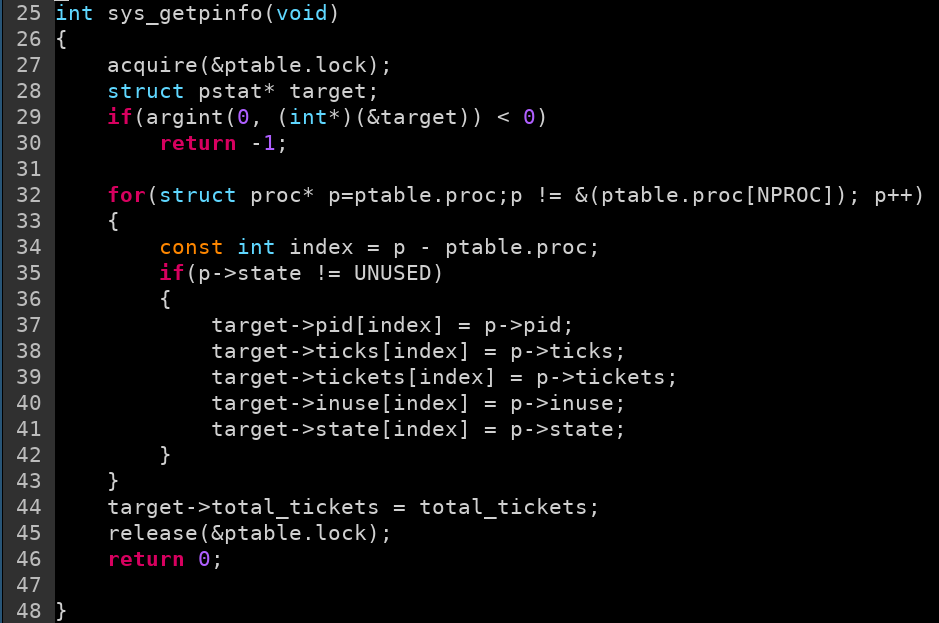 25 int sys_getpinfo(void)
26 {
27     acquire(&ptable.lock);
28     struct pstat* target;
29     if(argint(0, (int*)(&target)) < 0)
30         return -1;
31
32     for(struct proc* p=ptable.proc;p != &(ptable.proc[NPROC]); p++)
33     {
34         const int index = p - ptable.proc;
35         if(p->state != UNUSED)
36         {
37             target->pid[index] = p->pid;
38             target->ticks[index] = p->ticks;
39             target->tickets[index] = p->tickets;
40             target->inuse[index] = p->inuse;
41             target->state[index] = p->state;
42         }
43     }
44     target->total_tickets = total_tickets;
45     release(&ptable.lock);
46     return 0;
47
48 }